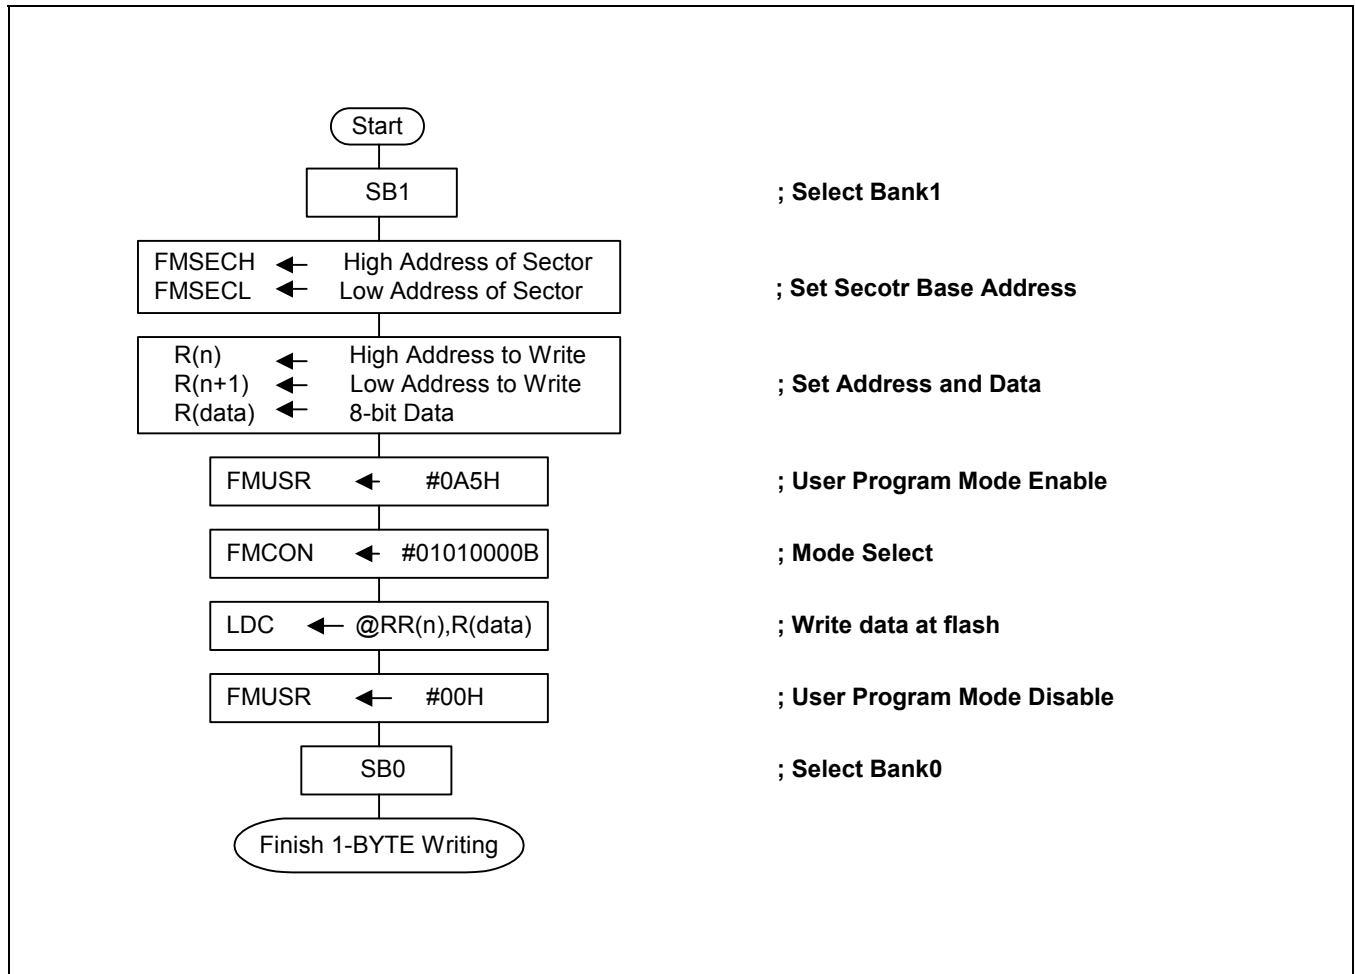 Start
SB1 ; Select Bank1
FMSECH ← High Address of Sector
FMSECL ← Low Address of Sector
; Set Secotr Base Address
R(n) ← High Address to Write
R(n+1) ← Low Address to Write
R(data) ← 8-bit Data
; Set Address and Data
FMUSR ← #0A5H ; User Program Mode Enable
FMCON ← #01010000B ; Mode Select
LDC ← @RR(n),R(data) ; Write data at flash
FMUSR ← #00H ; User Program Mode Disable
SB0 ; Select Bank0
Finish 1-BYTE Writing